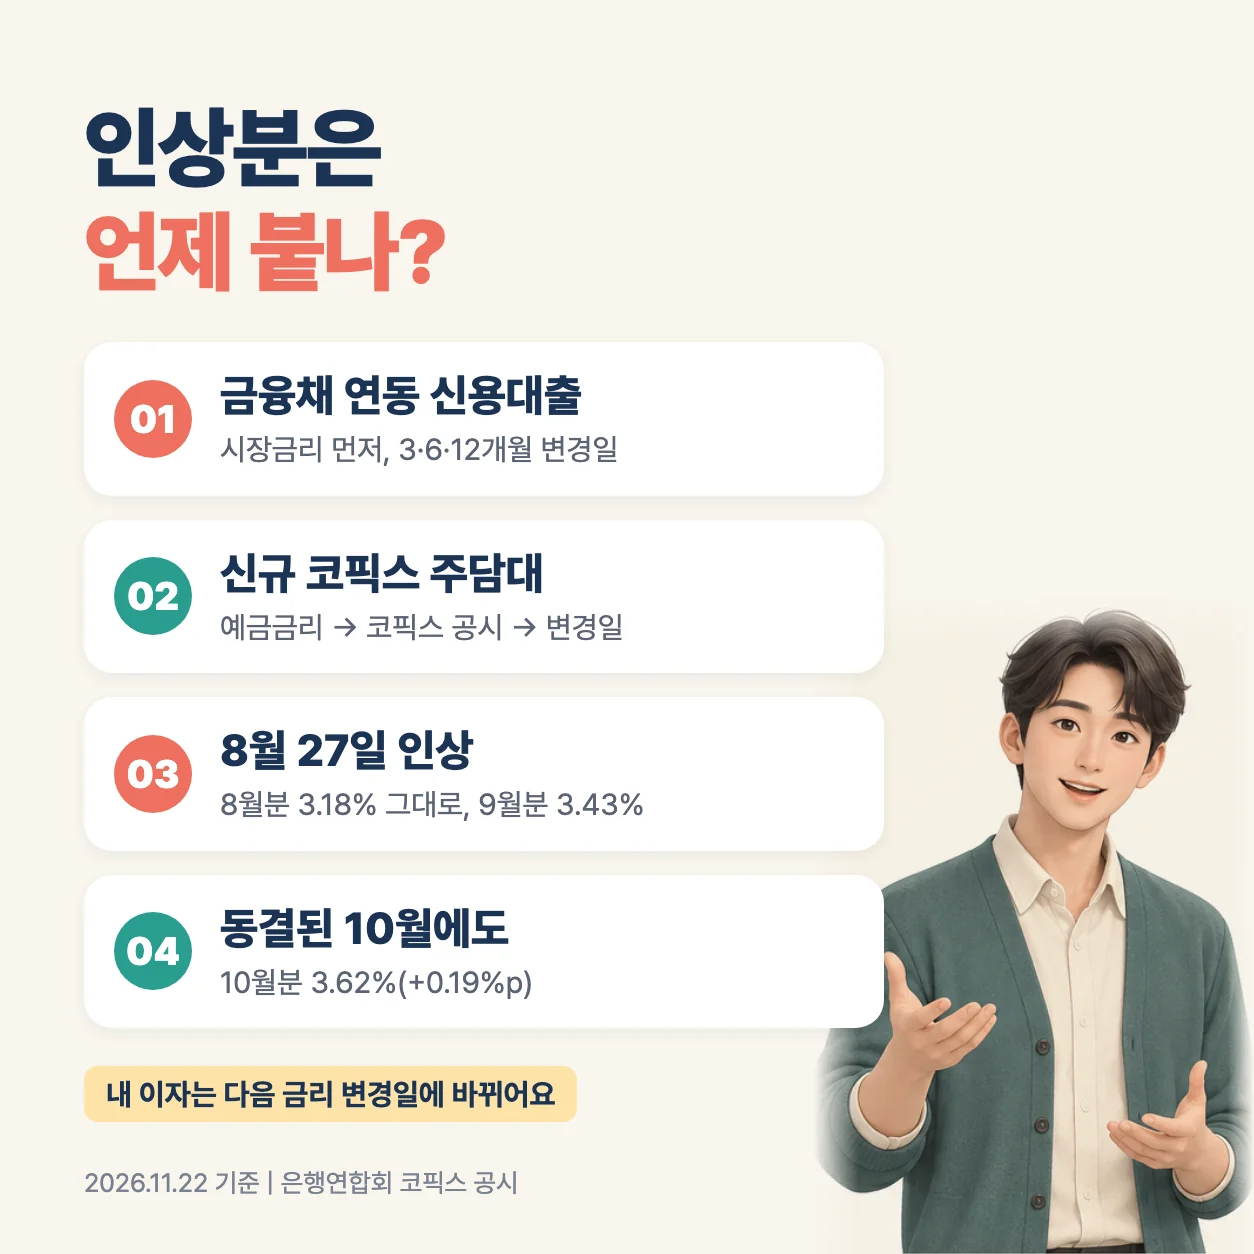 인상분은
언제 붙나?
01
금융채 연동 신용대출
시장금리 먼저, 3·6·12개월 변경일
02
신규 코픽스 주담대
예금금리 → 코픽스 공시 → 변경일
03
8월 27일 인상
8월분 3.18% 그대로, 9월분 3.43%
04
동결된 10월에도
10월분 3.62%(+0.19%p)
내 이자는 다음 금리 변경일에 바뀌어요
2026.11.22 기준 | 은행연합회 코픽스 공시